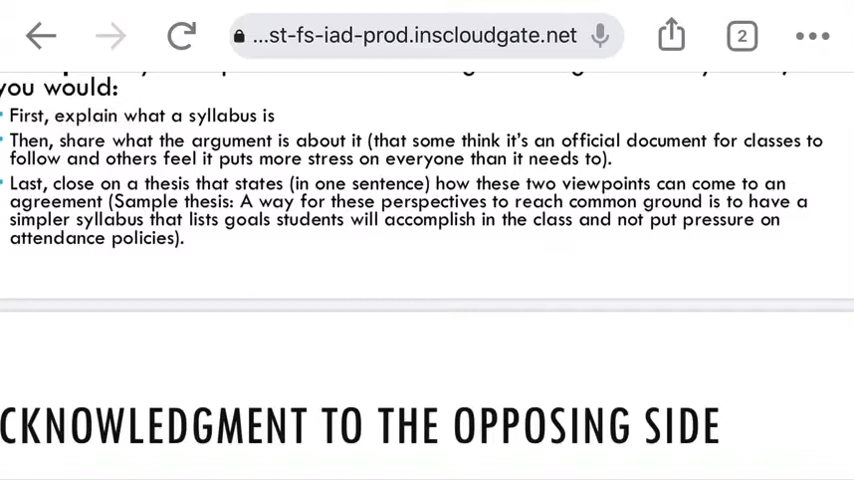 ...st-fs-iad-prod.inscloudgate.net
2
you would:
First, explain what a syllabus is
Then, share what the argument is about it (that some think it's an official document for classes to
follow and others feel it puts more stress on everyone than it needs to).
Last, close on a thesis that states (in one sentence) how these two viewpoints can come to an
agreement (Sample thesis: A way for these perspectives to reach common ground is to have a
simpler syllabus that lists goals students will accomplish in the class and not put pressure on
attendance policies).
CKNOWLEDGMENT TO THE OPPOSING SIDE